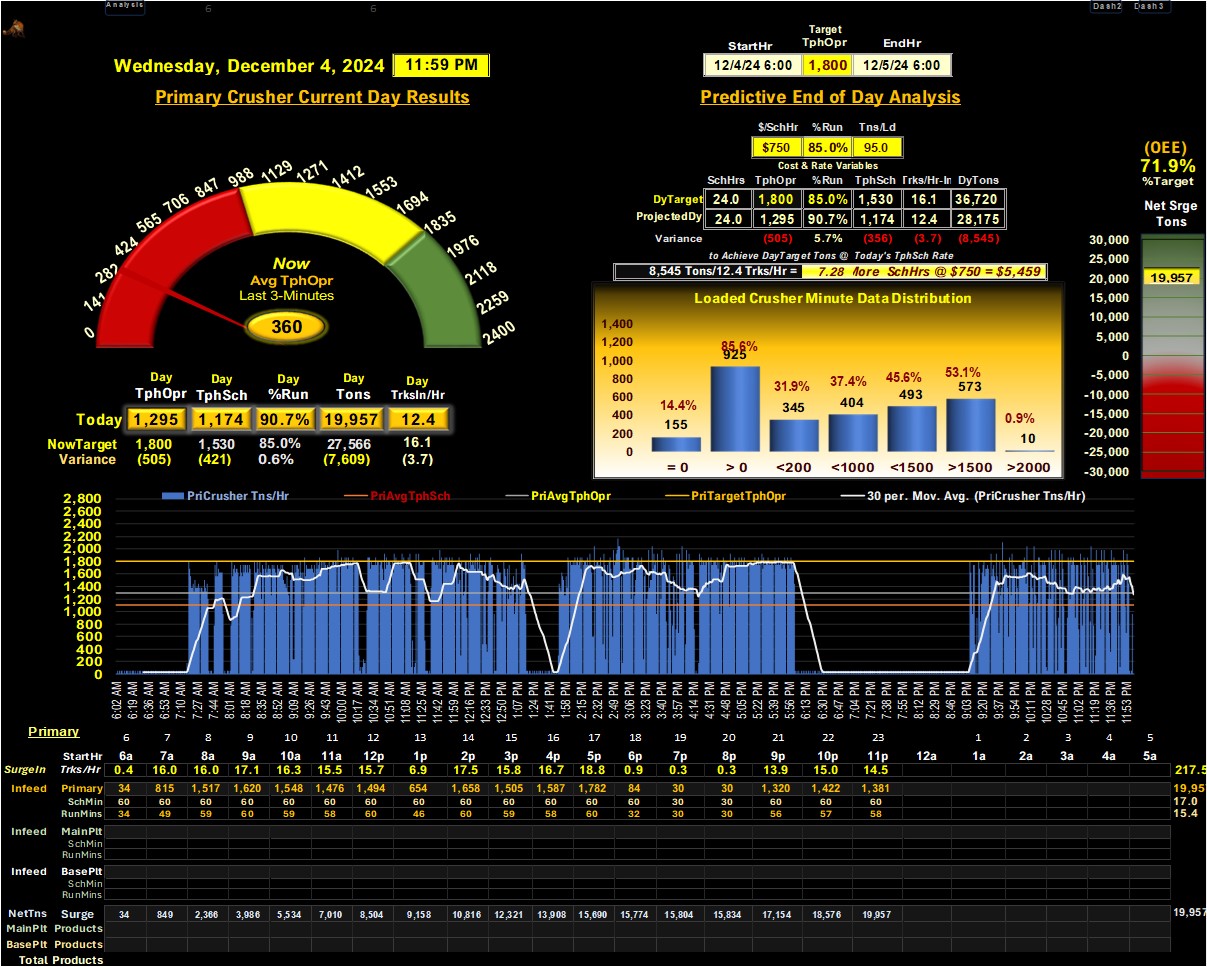 Analysis 6 6 Dash2 Dash3
Wednesday, December 4, 2024 11:59 PM
Primary Crusher Current Day Results
StartHr Target TphOpr EndHr
12/4/24 6:00 1,800 12/5/24 6:00
Predictive End of Day Analysis
$/SchHr %Run Tns/Ld
$750 85.0% 95.0
Cost & Rate Variables
SchHrs TphOpr %Run TphSch Trks/Hr-In DyTons
DyTarget 24.0 1,800 85.0% 1,530 16.1 36,720
ProjectedDy 24.0 1,295 90.7% 1,174 12.4 28,175
Variance (505) 5.7% (356) (3.7) (8,545)
to Achieve DayTarget Tons @ Today's TphSch Rate
8,545 Tons/12.4 Trks/Hr = 7.28 More SchHrs @ $750 = $5,459
(OEE)
71.9%
%Target
Net Srge
Tons
30,000
25,000
20,000
19,957
15,000
10,000
5,000
0
-5,000
-10,000
-15,000
-20,000
-25,000
-30,000
0 141 282 424 565 706 847 988 1129 1271 1412 1553 1694 1835 1976 2118 2259 2400
Now
Avg TphOpr
Last 3-Minutes
360
Day TphOpr Day TphSch Day %Run Day Tons Day TrksIn/Hr
Today 1,295 1,174 90.7% 19,957 12.4
NowTarget 1,800 1,530 85.0% 27,566 16.1
Variance (505) (421) 0.6% (7,609) (3.7)
Loaded Crusher Minute Data Distribution
1,400
1,200
1,000
800
600
400
200
0
14.4% 85.6% 31.9% 37.4% 45.6% 53.1% 0.9%
155 925 345 404 493 573 10
= 0 > 0 <200 <1000 <1500 >1500 >2000
PriCrusher Tns/Hr PriAvgTphSch PriAvgTphOpr PriTargetTphOpr 30 per. Mov. Avg. (PriCrusher Tns/Hr)
2,800
2,600
2,400
2,200
2,000
1,800
1,600
1,400
1,200
1,000
800
600
400
200
0
6:02 AM 6:19 AM 6:36 AM 6:53 AM 7:10 AM 7:27 AM 7:44 AM 8:01 AM 8:18 AM 8:35 AM 8:52 AM 9:09 AM 9:26 AM 9:43 AM 10:00 AM 10:17 AM 10:34 AM 10:51 AM 11:08 AM 11:25 AM 11:42 AM 11:59 AM 12:16 PM 12:33 PM 12:50 PM 1:07 PM 1:24 PM 1:41 PM 1:58 PM 2:15 PM 2:32 PM 2:49 PM 3:06 PM 3:23 PM 3:40 PM 3:57 PM 4:14 PM 4:31 PM 4:48 PM 5:05 PM 5:22 PM 5:39 PM 5:56 PM 6:13 PM 6:30 PM 6:47 PM 7:04 PM 7:21 PM 7:38 PM 7:55 PM 8:12 PM 8:29 PM 8:46 PM 9:03 PM 9:20 PM 9:37 PM 9:54 PM 10:11 PM 10:28 PM 10:45 PM 11:02 PM 11:19 PM 11:36 PM 11:53 PM
Primary 6 7 8 9 10 11 12 13 14 15 16 17 18 19 20 21 22 23 1 2 3 4 5
StartHr 6a 7a 8a 9a 10a 11a 12p 1p 2p 3p 4p 5p 6p 7p 8p 9p 10p 11p 12a 1a 2a 3a 4a 5a
SurgeIn Trks/Hr 0.4 16.0 16.0 17.1 16.3 15.5 15.7 6.9 17.5 15.8 16.7 18.8 0.9 0.3 0.3 13.9 15.0 14.5 217.5
Infeed Primary 34 815 1,517 1,620 1,548 1,476 1,494 654 1,658 1,505 1,587 1,782 84 30 30 1,320 1,422 1,381 19,957
SchMin 60 60 60 60 60 60 60 60 60 60 60 60 60 60 60 60 60 60 17.0
RunMins 34 49 59 60 59 58 60 46 60 59 58 60 32 30 30 56 57 58 15.4
Infeed MainPlt
SchMin
RunMins
Infeed BasePlt
SchMin
RunMins
NetTns Surge 34 849 2,366 3,986 5,534 7,010 8,504 9,158 10,816 12,321 13,908 15,690 15,774 15,804 15,834 17,154 18,576 19,957 19,957
MainPlt Products
BasePlt Products
Total Products